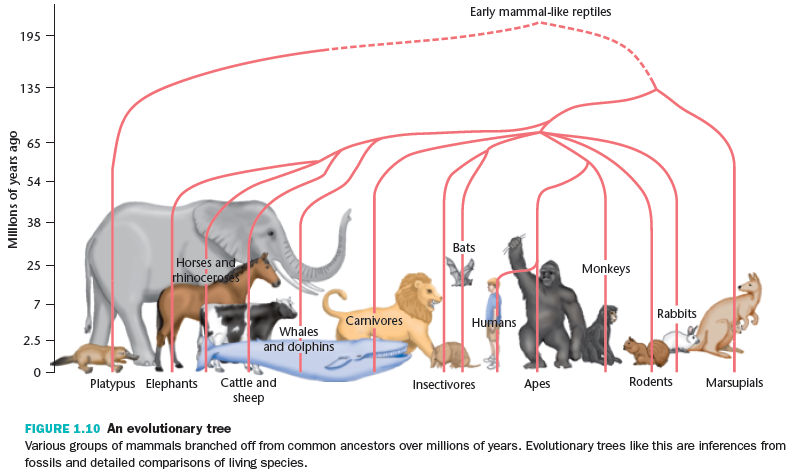 Early mammal-like reptiles
Millions of years ago
195
135
65
54
38
25
7
2.5
0
Horses and
rhinoceroses
Bats
Monkeys
Carnivores
Whales
and dolphins
Humans
Rabbits
Platypus
Elephants
Cattle and
sheep
Insectivores
Apes
Rodents
Marsupials
FIGURE 1.10 An evolutionary tree
Various groups of mammals branched off from common ancestors over millions of years. Evolutionary trees like this are inferences from
fossils and detailed comparisons of living species.